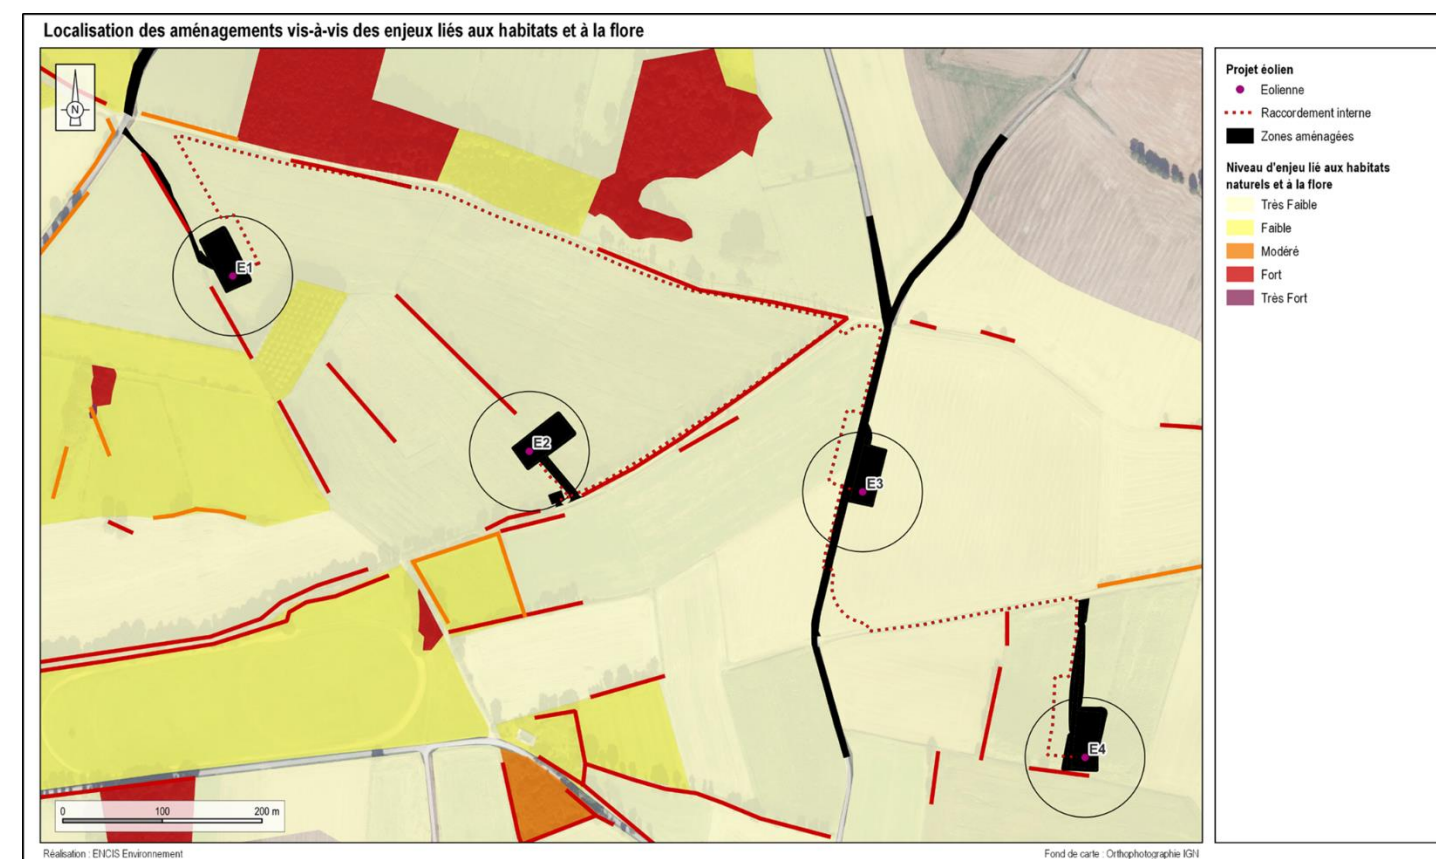 Localisation des aménagements vis-à-vis des enjeux liés aux habitats et à la flore
N
E1
E2
E3
E4
0 100 200 m
Projet éolien
Eolienne
Raccordement interne
Zones aménagées
Niveau d'enjeu lié aux habitats
naturels et à la flore
Très Faible
Faible
Modéré
Fort
Très Fort
Réalisation : ENCIS Environnement
Fond de carte : Orthophotographie IGN